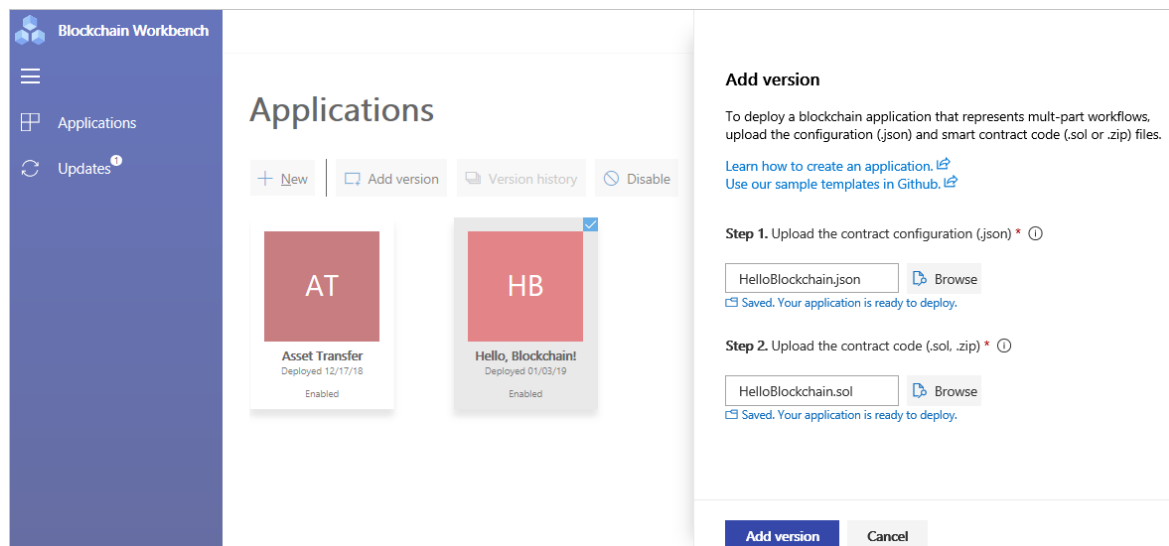 Blockchain Workbench
Applications
Updates 1
Applications
New
Add version
Version history
Disable
AT
Asset Transfer
Deployed 12/17/18
Enabled
HB
Hello, Blockchain!
Deployed 01/03/19
Enabled
Add version
To deploy a blockchain application that represents mult-part workflows,
upload the configuration (.json) and smart contract code (.sol or .zip) files.
Learn how to create an application.
Use our sample templates in Github.
Step 1. Upload the contract configuration (.json) *
HelloBlockchain.json Browse
Saved. Your application is ready to deploy.
Step 2. Upload the contract code (.sol, .zip) *
HelloBlockchain.sol Browse
Saved. Your application is ready to deploy.
Add version Cancel